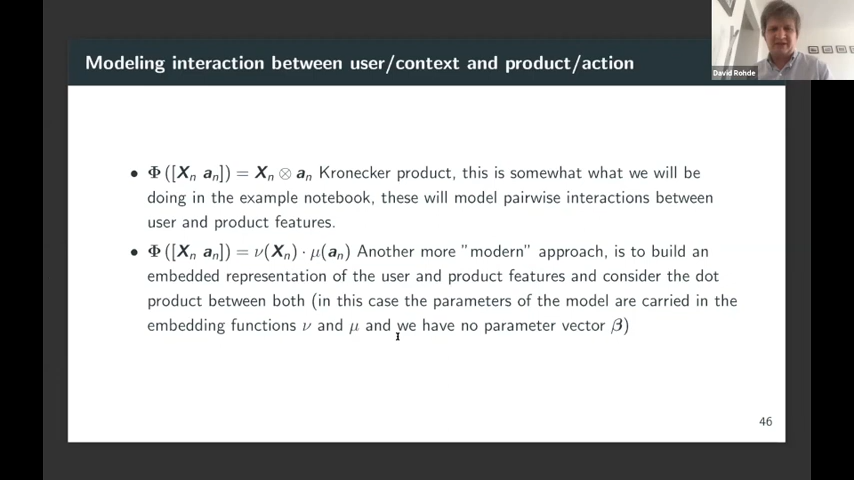 Modeling interaction between user/context and product/action
David Rohde
• Φ([Xₙ aₙ]) = Xₙ ⊗ aₙ Kronecker product, this is somewhat what we will be
doing in the example notebook, these will model pairwise interactions between
user and product features.
• Φ([Xₙ aₙ]) = ν(Xₙ) · μ(aₙ) Another more "modern" approach, is to build an
embedded representation of the user and product features and consider the dot
product between both (in this case the parameters of the model are carried in the
embedding functions ν and μ and we have no parameter vector β)
46